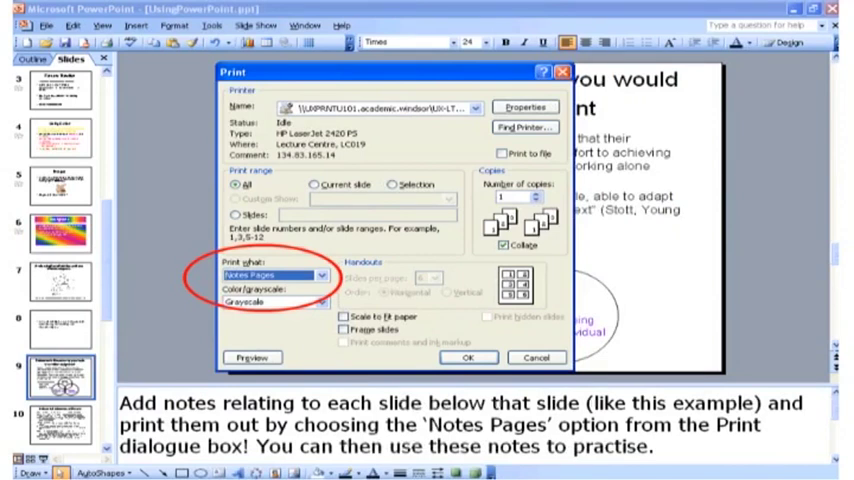 Microsoft PowerPoint - [UsingPowerPoint.ppt]
File Edit View Insert Format Tools Slide Show Window Help
Type a question for help
Times 24 B I U A Design
Outline Slides
Print
you would
Printer
nt
Name: \\UXPRNTU101.academic.windsor\UX-LT... Properties
Status: Idle
Find Printer...
Type: HP LaserJet 2420 PS
that their
Where: Lecture Centre, LC019
fort to achieving
Comment: 134.83.165.14
Print to file
orking alone
Print range
Copies
All Current slide Selection
Number of copies:
le, able to adapt
Custom Show:
1
ext" (Stott, Young
Slides:
Enter slide numbers and/or slide ranges. For example,
1,3,5-12
Collate
Print what:
Handouts
Notes Pages
Slides per page: 6
Color/grayscale:
Order: Horizontal Vertical
Grayscale
Scale to fit paper
Print hidden slides
ning
Frame slides
vidual
Print comments and ink markup
Preview OK Cancel
3
4
5
6
7
8
9
10
Add notes relating to each slide below that slide (like this example) and
print them out by choosing the ‘Notes Pages’ option from the Print
dialogue box! You can then use these notes to practise.
Draw AutoShapes